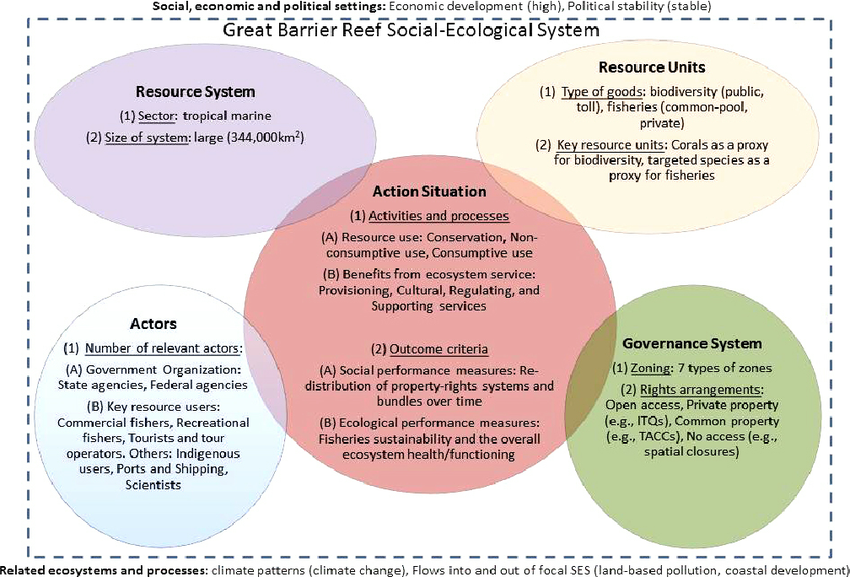 Social, economic and political settings: Economic development (high), Political stability (stable)
Great Barrier Reef Social-Ecological System
Resource System
(1) Sector: tropical marine
(2) Size of system: large (344,000km²)
Resource Units
(1) Type of goods: biodiversity (public,
toll), fisheries (common-pool,
private)
(2) Key resource units: Corals as a proxy
for biodiversity, targeted species as a
proxy for fisheries
Action Situation
(1) Activities and processes
(A) Resource use: Conservation, Non-
consumptive use, Consumptive use
(B) Benefits from ecosystem service:
Provisioning, Cultural, Regulating, and
Supporting services
(2) Outcome criteria
(A) Social performance measures: Re-
distribution of property-rights systems and
bundles over time
(B) Ecological performance measures:
Fisheries sustainability and the overall
ecosystem health/functioning
Actors
(1) Number of relevant actors:
(A) Government Organization:
State agencies, Federal agencies
(B) Key resource users:
Commercial fishers, Recreational
fishers, Tourists and tour
operators. Others: Indigenous
users, Ports and Shipping,
Scientists
Governance System
(1) Zoning: 7 types of zones
(2) Rights arrangements:
Open access, Private property
(e.g., ITQs), Common property
(e.g., TACCs), No access (e.g.,
spatial closures)
Related ecosystems and processes: climate patterns (climate change), Flows into and out of focal SES (land-based pollution, coastal development)